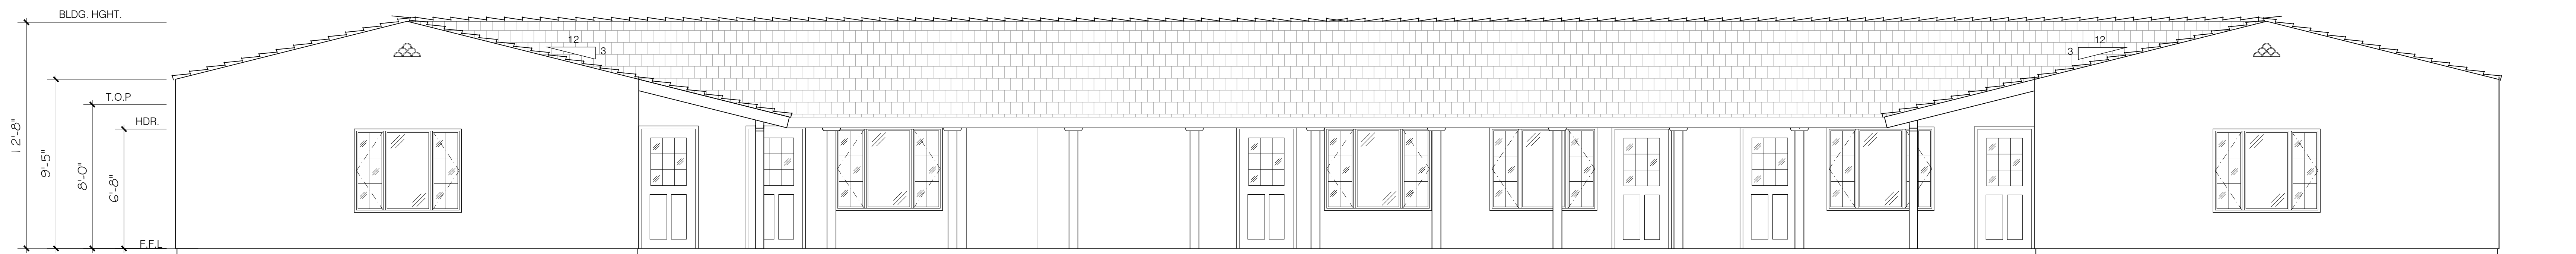 BLDG. HGHT.
12
3
3
12
T.O.P
HDR.
12'-8"
9'-5"
8'-0"
6'-8"
F.F.L